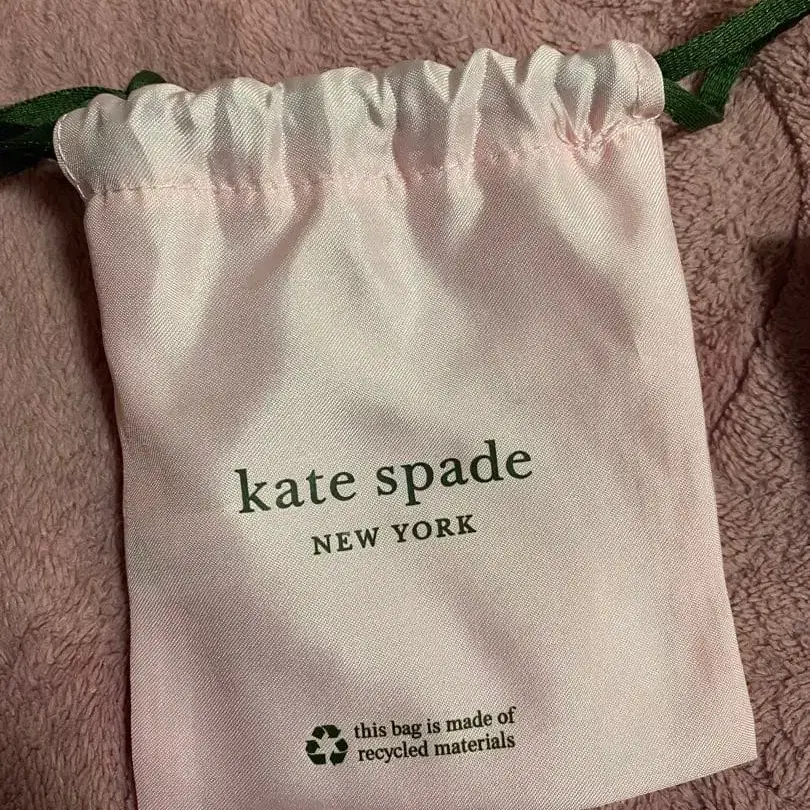 kate spade
NEW YORK
this bag is made of
recycled materials